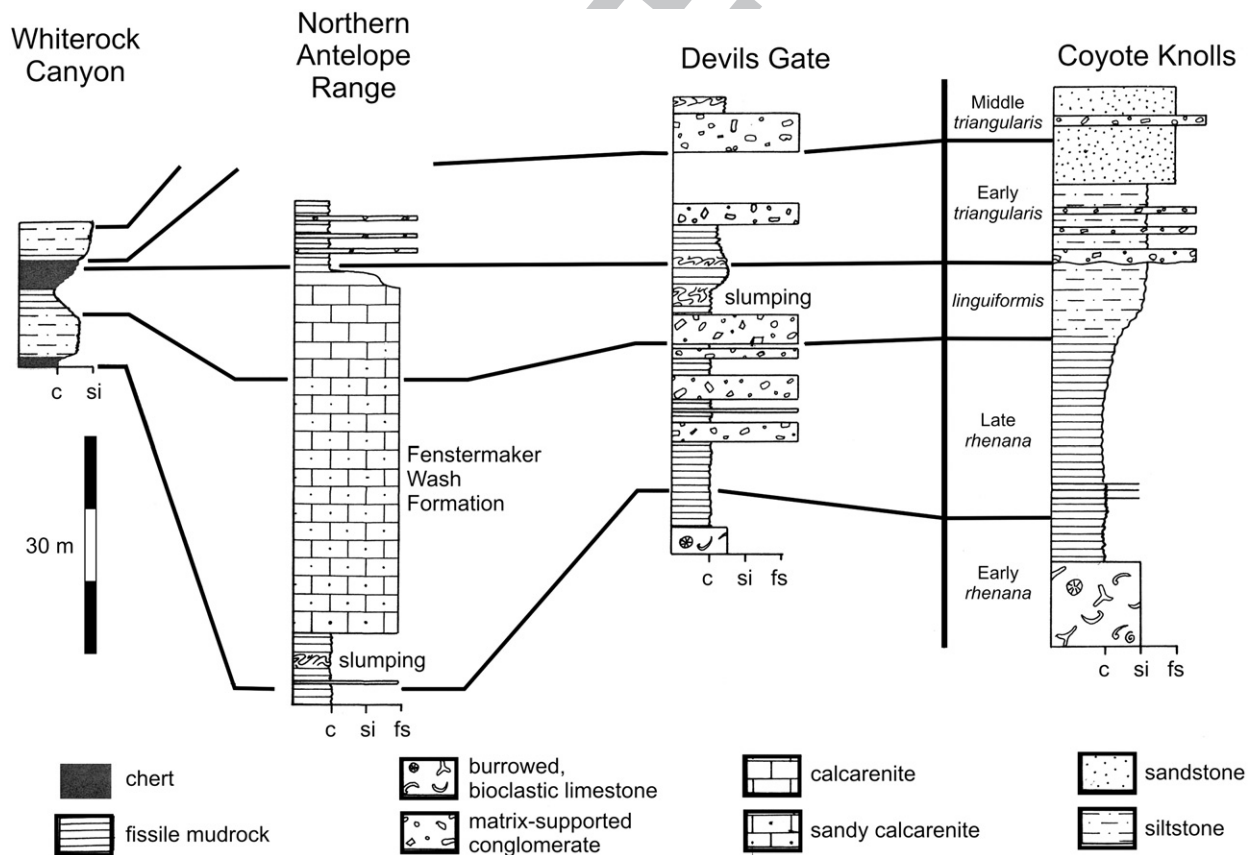 Whiterock
Canyon
Northern
Antelope
Range
Devils Gate
Coyote Knolls
Middle
triangularis
Early
triangularis
linguiformis
Late
rhenana
Early
rhenana
slumping
Fenstermaker
Wash
Formation
slumping
30 m
c si
c si fs
c si fs
c si fs
chert
fissile mudrock
burrowed,
bioclastic limestone
matrix-supported
conglomerate
calcarenite
sandy calcarenite
sandstone
siltstone